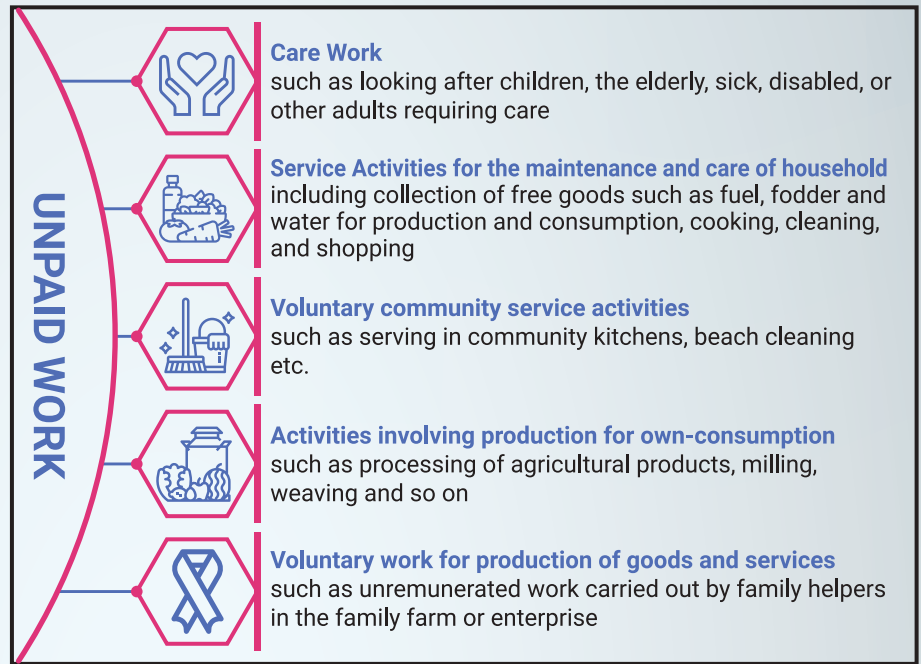 UNPAID WORK
Care Work
such as looking after children, the elderly, sick, disabled, or
other adults requiring care
Service Activities for the maintenance and care of household
including collection of free goods such as fuel, fodder and
water for production and consumption, cooking, cleaning,
and shopping
Voluntary community service activities
such as serving in community kitchens, beach cleaning
etc.
Activities involving production for own-consumption
such as processing of agricultural products, milling,
weaving and so on
Voluntary work for production of goods and services
such as unremunerated work carried out by family helpers
in the family farm or enterprise